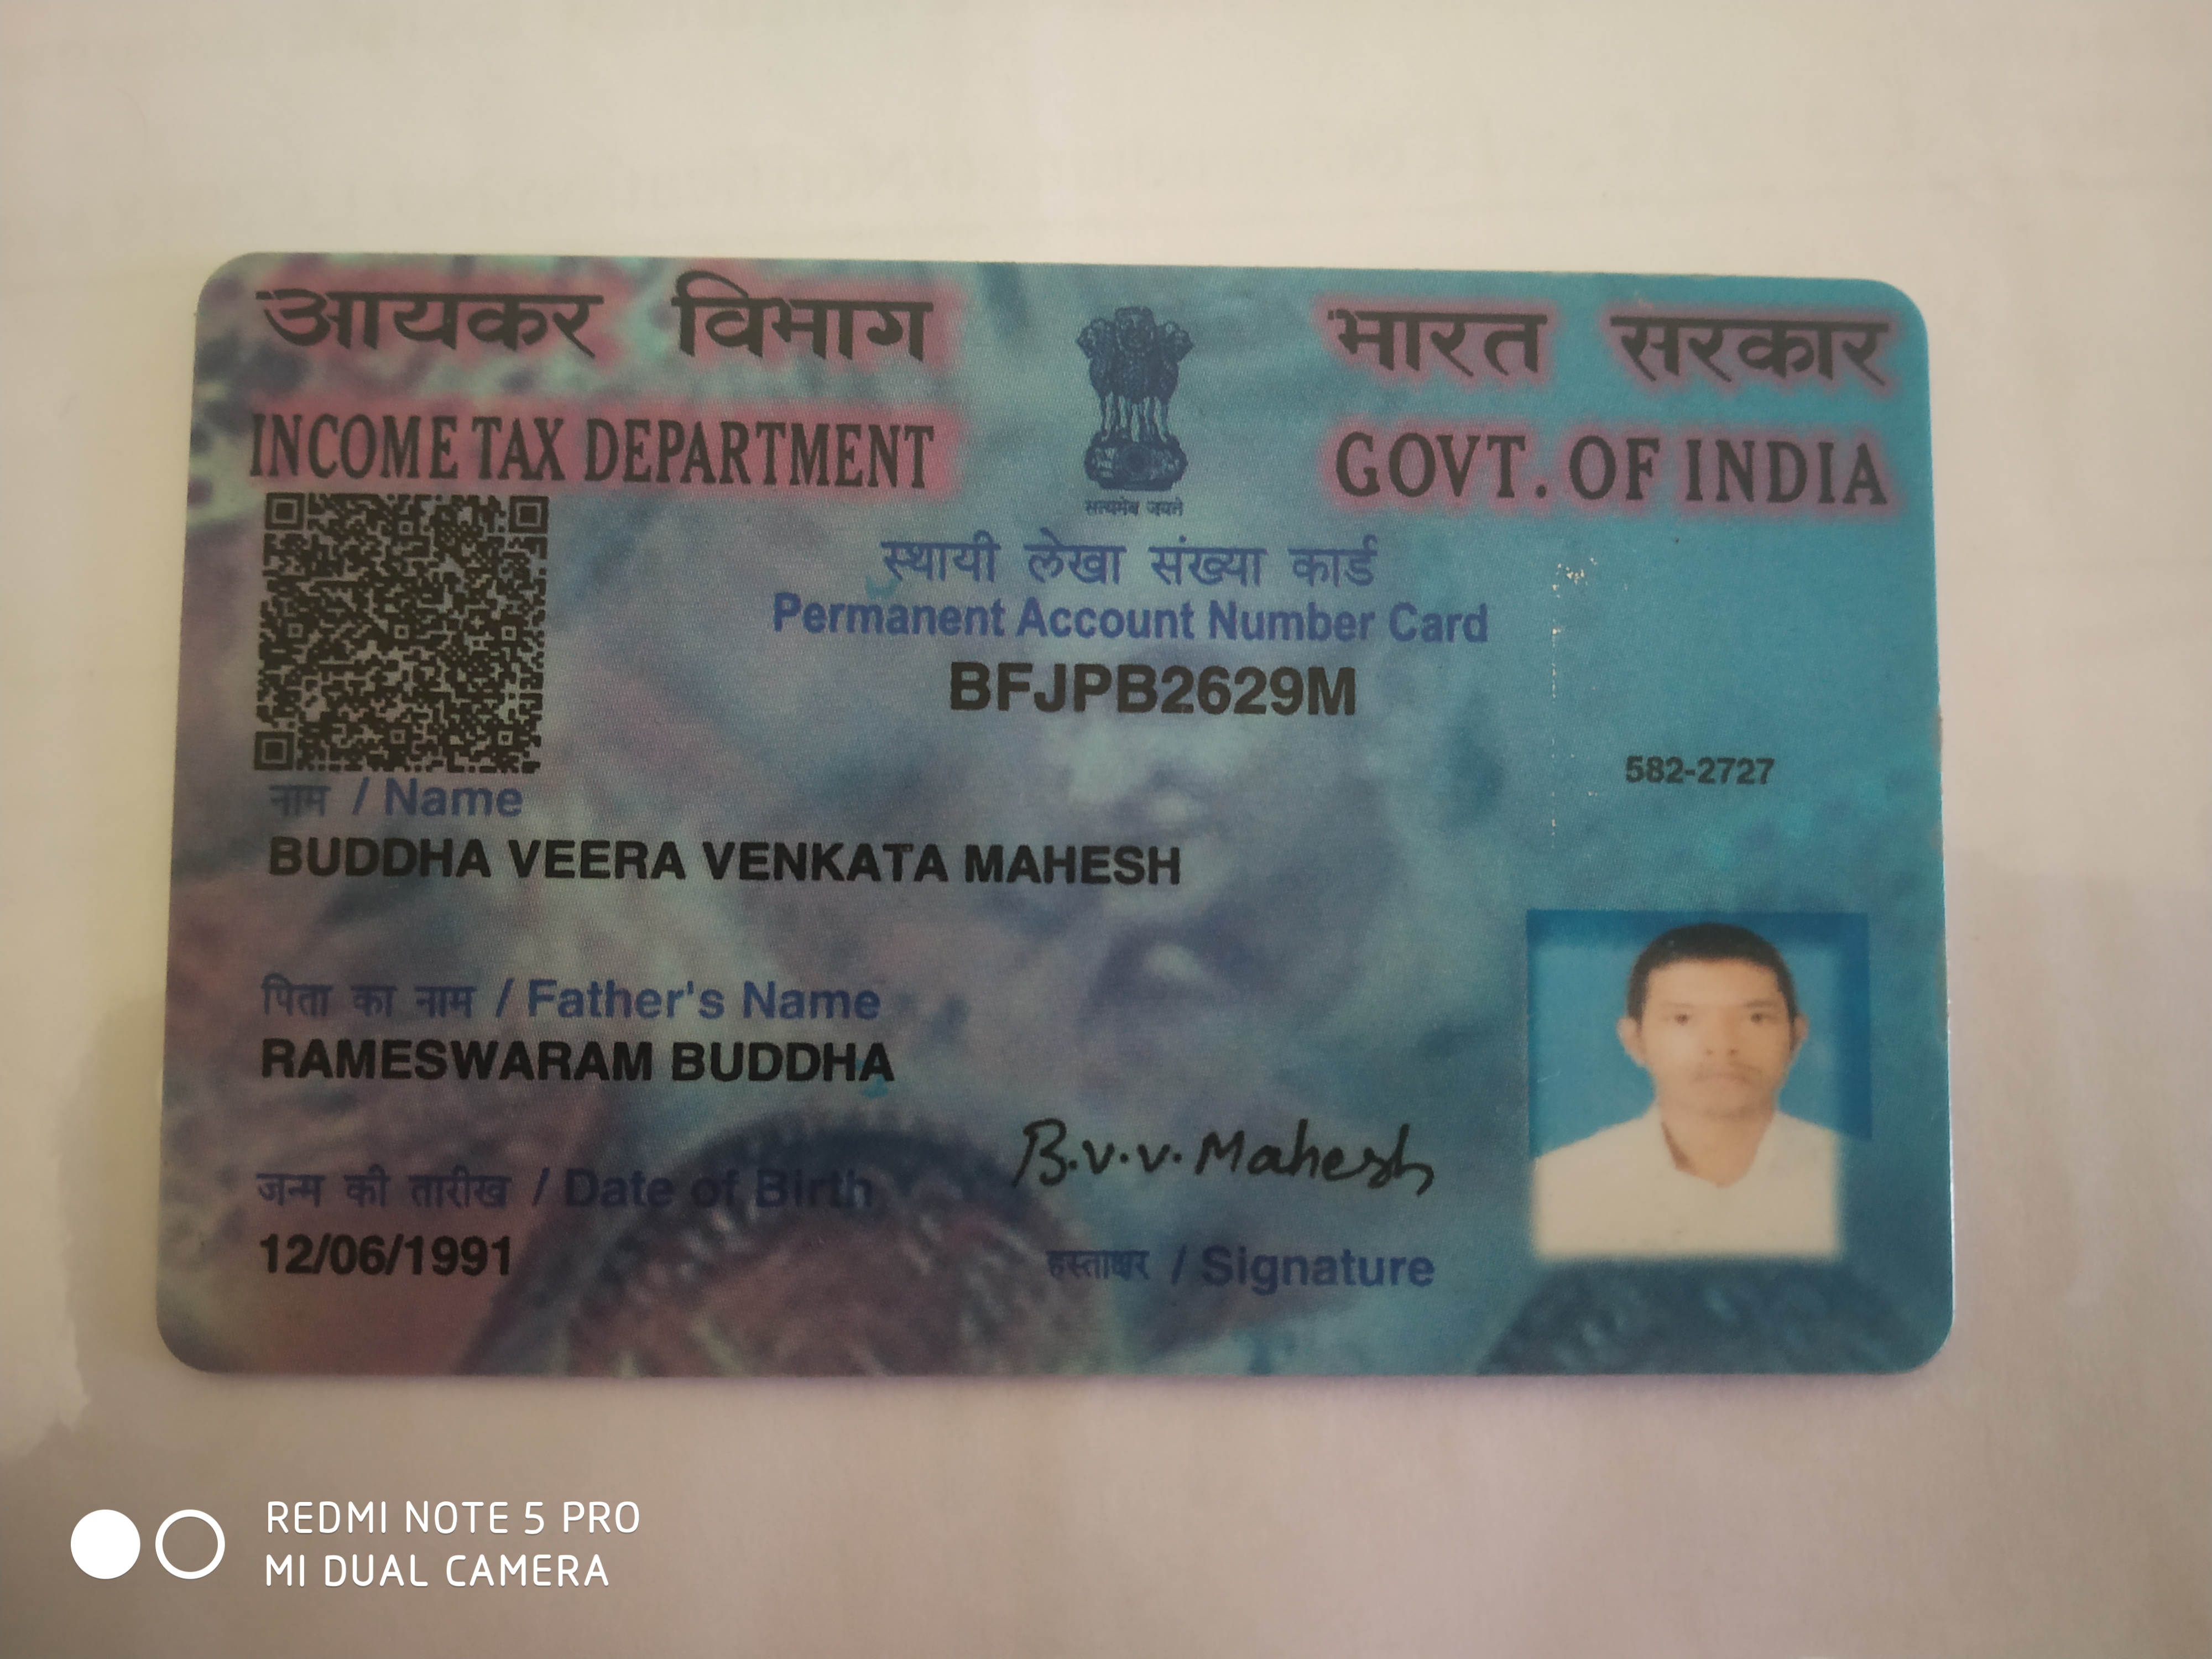 आयकर विभाग
INCOME TAX DEPARTMENT
सत्यमेव जयते
भारत सरकार
GOVT. OF INDIA
स्थायी लेखा संख्या कार्ड
Permanent Account Number Card
BFJPB2629M
582-2727
नाम / Name
BUDDHA VEERA VENKATA MAHESH
पिता का नाम / Father's Name
RAMESWARAM BUDDHA
जन्म की तारीख / Date of Birth
12/06/1991
B.V.V. Mahesh
हस्ताक्षर / Signature
REDMI NOTE 5 PRO
MI DUAL CAMERA